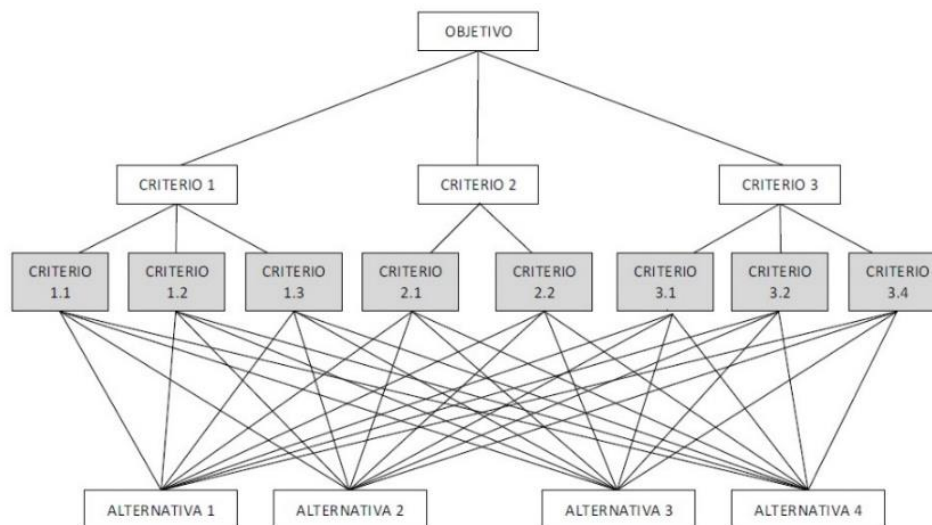 OBJETIVO
CRITERIO 1
CRITERIO 2
CRITERIO 3
CRITERIO
1.1
CRITERIO
1.2
CRITERIO
1.3
CRITERIO
2.1
CRITERIO
2.2
CRITERIO
3.1
CRITERIO
3.2
CRITERIO
3.4
ALTERNATIVA 1
ALTERNATIVA 2
ALTERNATIVA 3
ALTERNATIVA 4